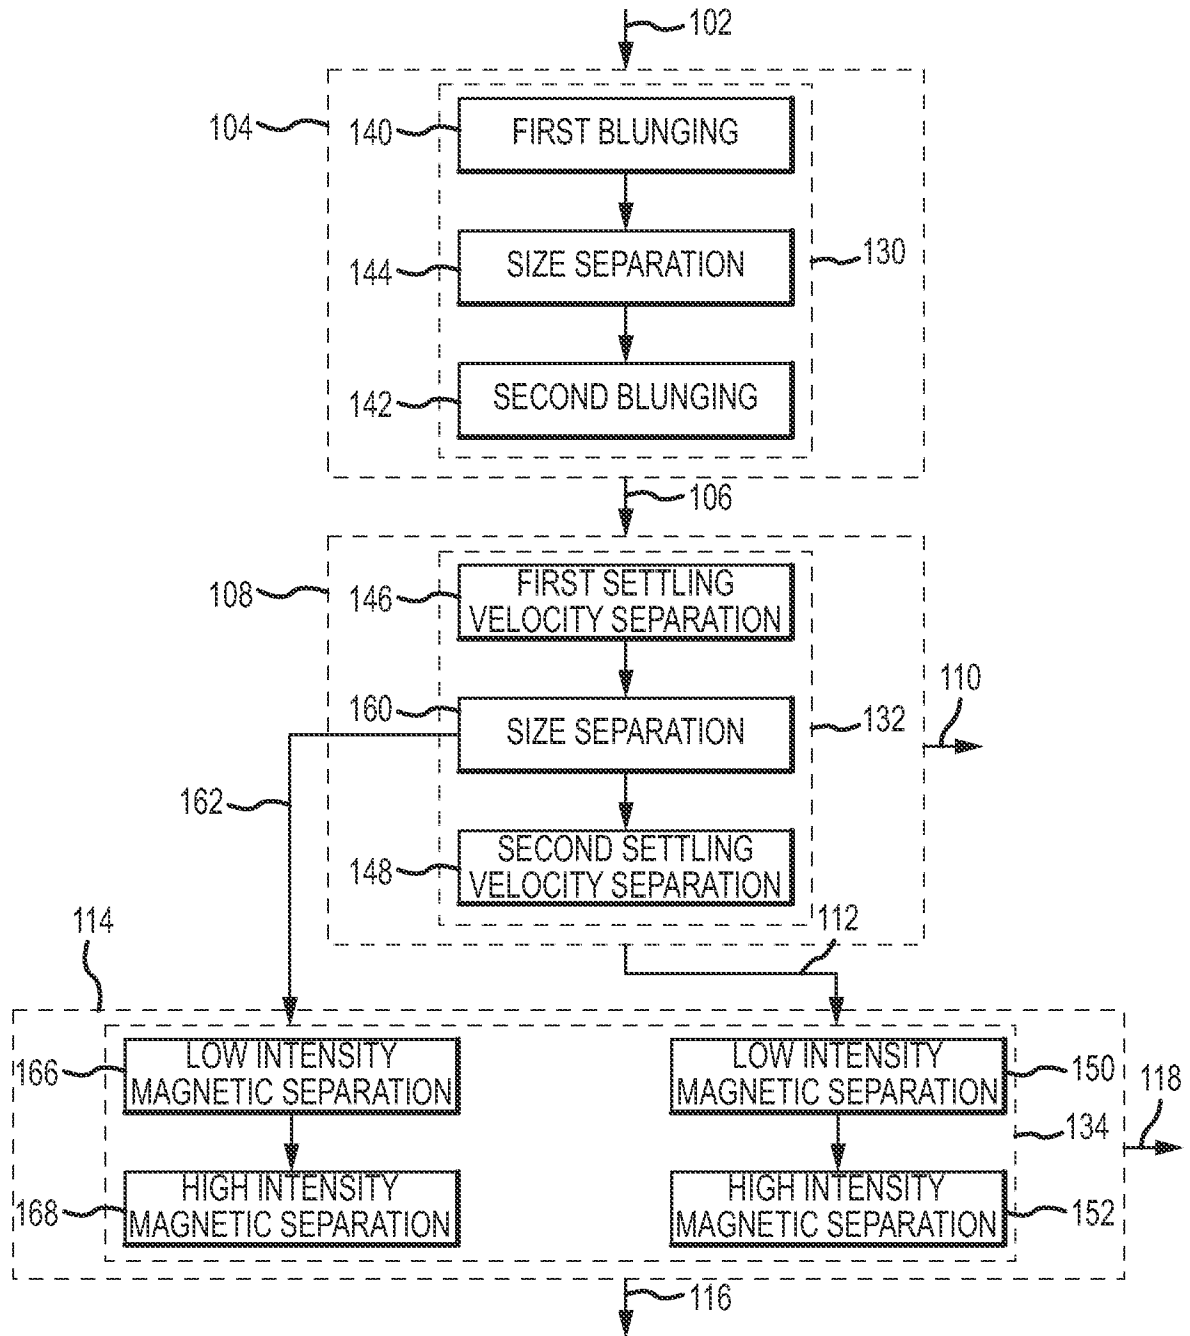 102
104
140
FIRST BLUNGING
144
SIZE SEPARATION
130
142
SECOND BLUNGING
106
108
146
FIRST SETTLING
VELOCITY SEPARATION
110
160
SIZE SEPARATION
132
162
148
SECOND SETTLING
VELOCITY SEPARATION
114
112
166
LOW INTENSITY
MAGNETIC SEPARATION
LOW INTENSITY
MAGNETIC SEPARATION
150
118
134
168
HIGH INTENSITY
MAGNETIC SEPARATION
HIGH INTENSITY
MAGNETIC SEPARATION
152
116